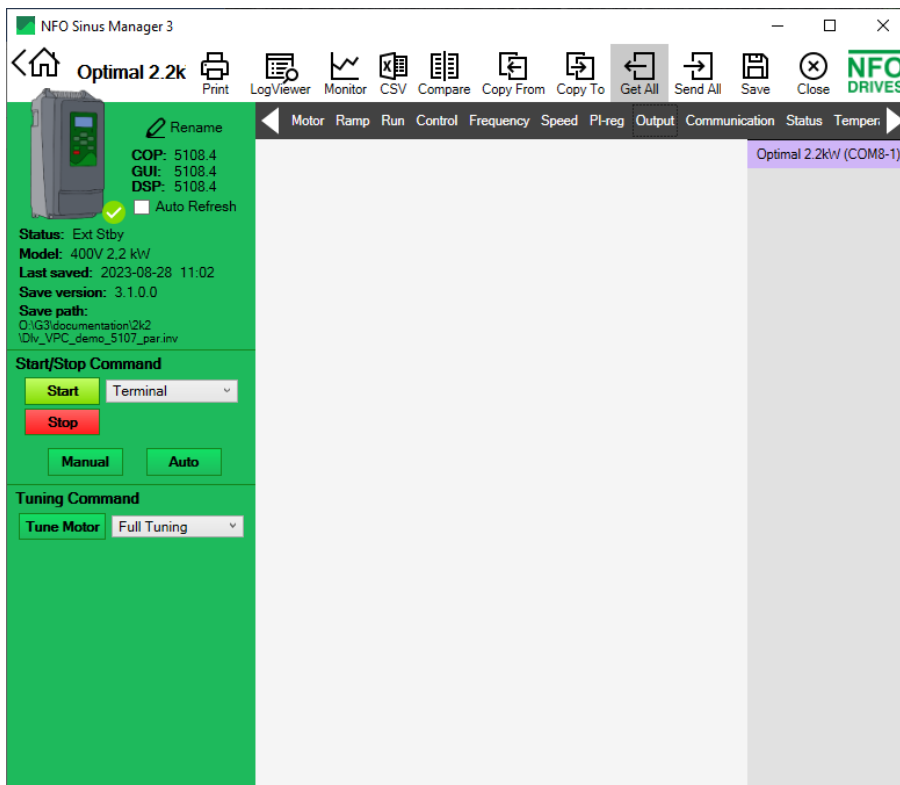 NFO Sinus Manager 3
Optimal 2.2k
Print
LogViewer
Monitor
CSV
Compare
Copy From
Copy To
Get All
Send All
Save
Close
NFO
DRIVES
Rename
COP: 5108.4
GUI: 5108.4
DSP: 5108.4
Auto Refresh
Status: Ext Stby
Model: 400V 2,2 kW
Last saved: 2023-08-28 11:02
Save version: 3.1.0.0
Save path:
O:\G3\documentation\2k2
\Dlv_VPC_demo_5107_par.inv
Start/Stop Command
Start
Terminal
Stop
Manual
Auto
Tuning Command
Tune Motor
Full Tuning
Motor Ramp Run Control Frequency Speed PI-reg Output Communication Status Tempera
Optimal 2.2kW (COM8-1)